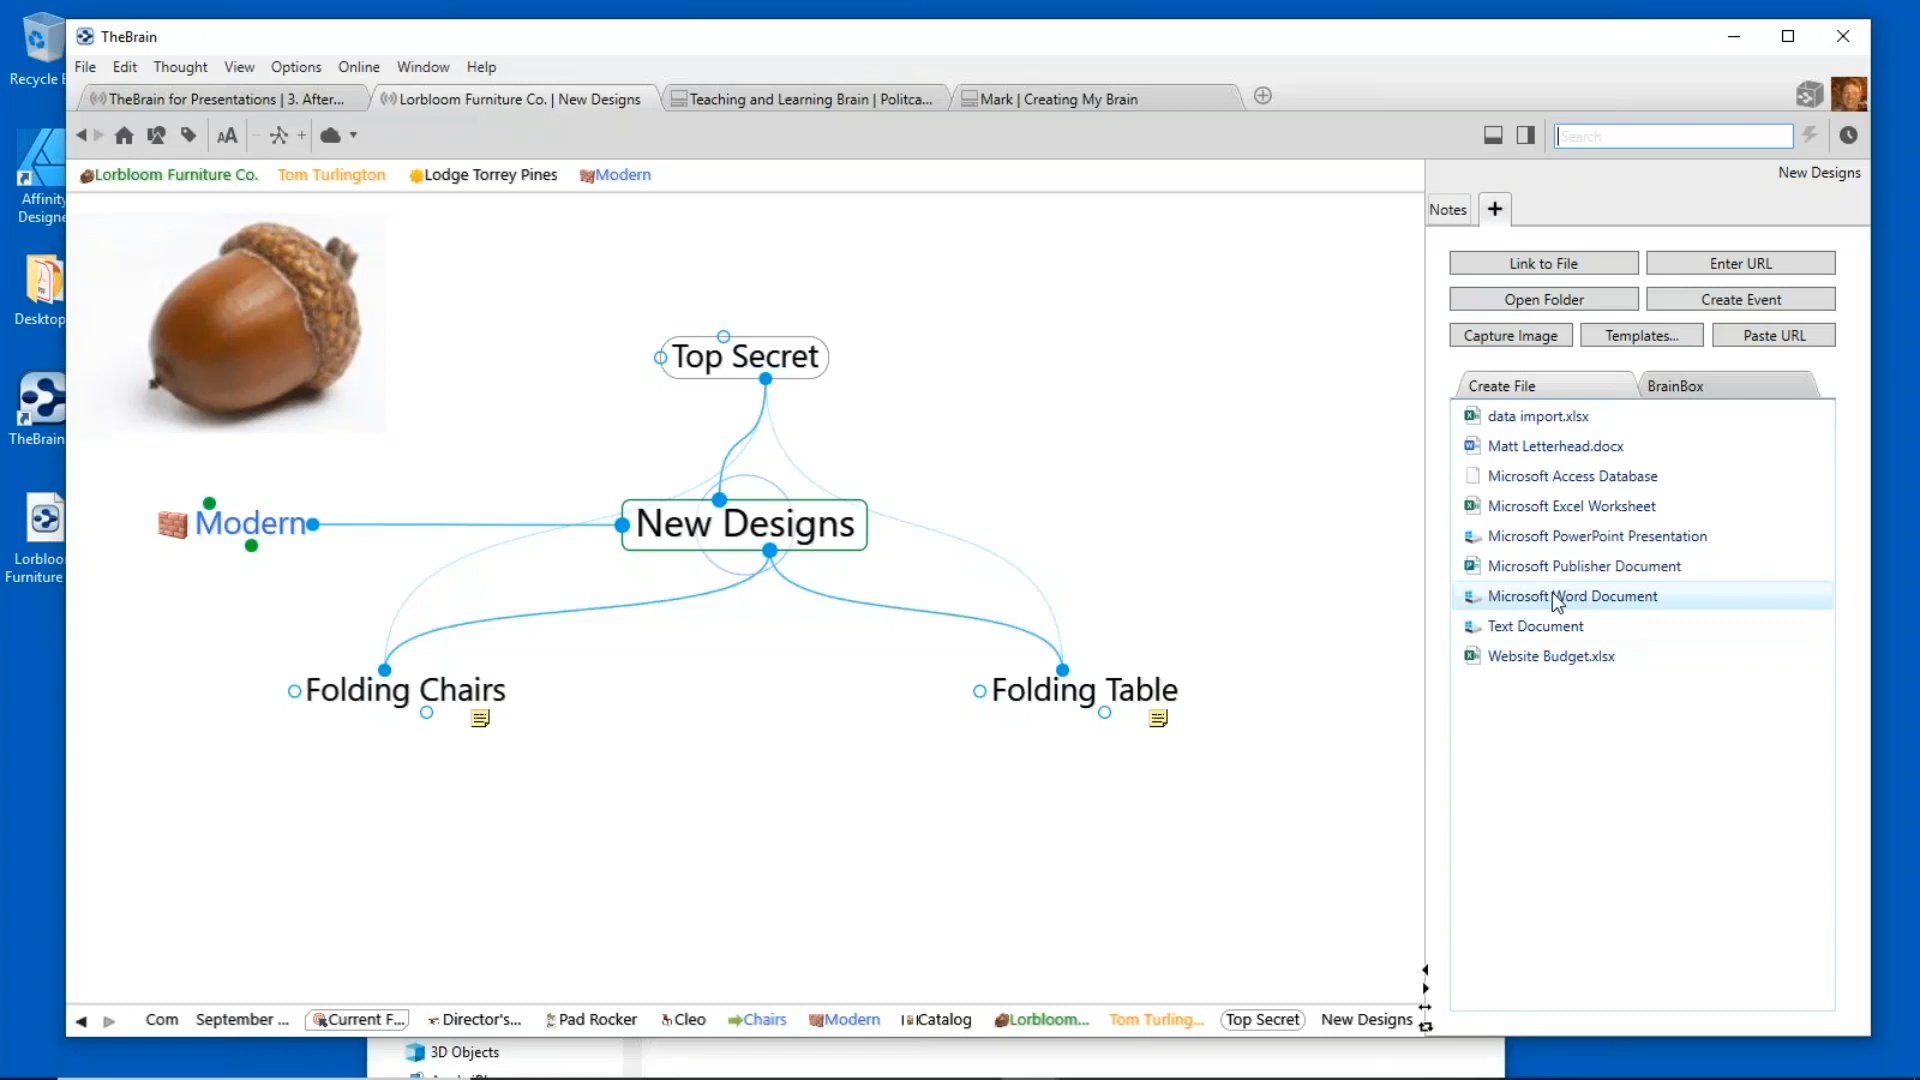 Recycle
TheBrain
File Edit Thought View Options Online Window Help
TheBrain for Presentations | 3. After...
Lorbloom Furniture Co. | New Designs
Teaching and Learning Brain | Politca...
Mark | Creating My Brain
AA
Search
Affinity
Designe
Lorbloom Furniture Co. Tom Turlington Lodge Torrey Pines Modern
New Designs
Notes +
Link to File Enter URL
Open Folder Create Event
Capture Image Templates... Paste URL
Create File BrainBox
data import.xlsx
Matt Letterhead.docx
Microsoft Access Database
Microsoft Excel Worksheet
Microsoft PowerPoint Presentation
Microsoft Publisher Document
Microsoft Word Document
Text Document
Website Budget.xlsx
PDF
Desktop
TheBrain
Lorbloo
Furniture
Top Secret
Modern
New Designs
Folding Chairs
Folding Table
Com September ... Current F... Director's... Pad Rocker Cleo Chairs Modern Catalog Lorbloom... Tom Turling... Top Secret New Designs
3D Objects